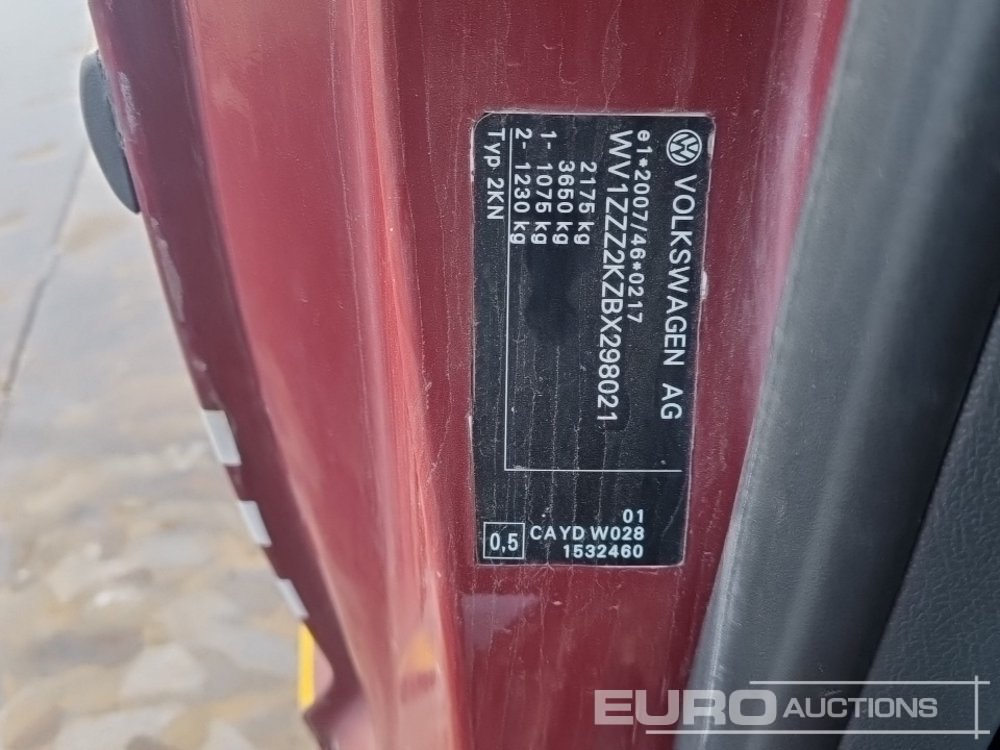 VOLKSWAGEN AG
e1*2007/46*0217
WV1ZZZ2KZBX298021
2175 kg
3650 kg
1- 1075 kg
2- 1230 kg
Typ 2KN
01
CAYD W028
0,5 1532460
EURO AUCTIONS